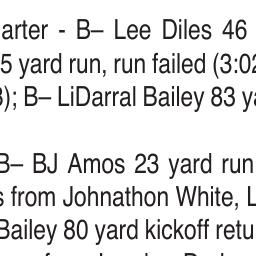 arter - B– Lee Diles 46
5 yard run, run failed (3:02
); B– LiDarral Bailey 83 ya
B– BJ Amos 23 yard run
s from Johnathon White, L
Bailey 80 yard kickoff retu